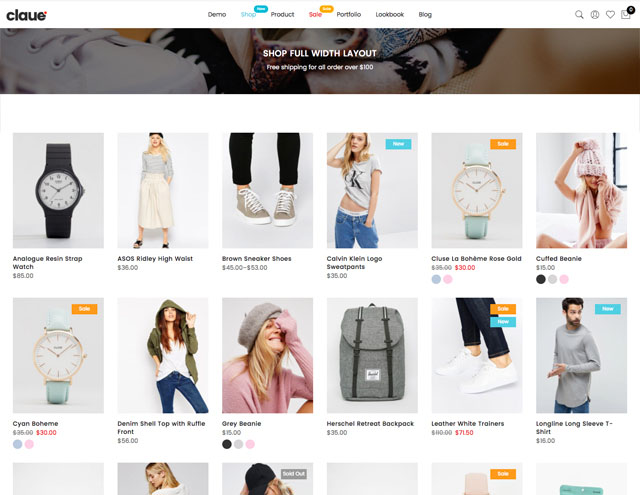 claue
Demo
Shop
New
Product
Sale
Sale
Portfolio
Lookbook
Blog
0
SHOP FULL WIDTH LAYOUT
Free shipping for all order over $100
New
Sale
Analogue Resin Strap
Watch
$85.00
ASOS Ridley High Waist
$36.00
Brown Sneaker Shoes
$45.00–$53.00
Calvin Klein Logo
Sweatpants
$35.00
Cluse La Bohème Rose Gold
$35.00 $30.00
Cuffed Beanie
$15.00
Sale
Sale
New
New
Cyan Boheme
$35.00 $30.00
Denim Shell Top with Ruffle
Front
$56.00
Grey Beanie
$15.00
Herschel Retreat Backpack
$35.00
Leather White Trainers
$110.00 $71.50
Longline Long Sleeve T-
Shirt
$16.00
Sold Out
Sale